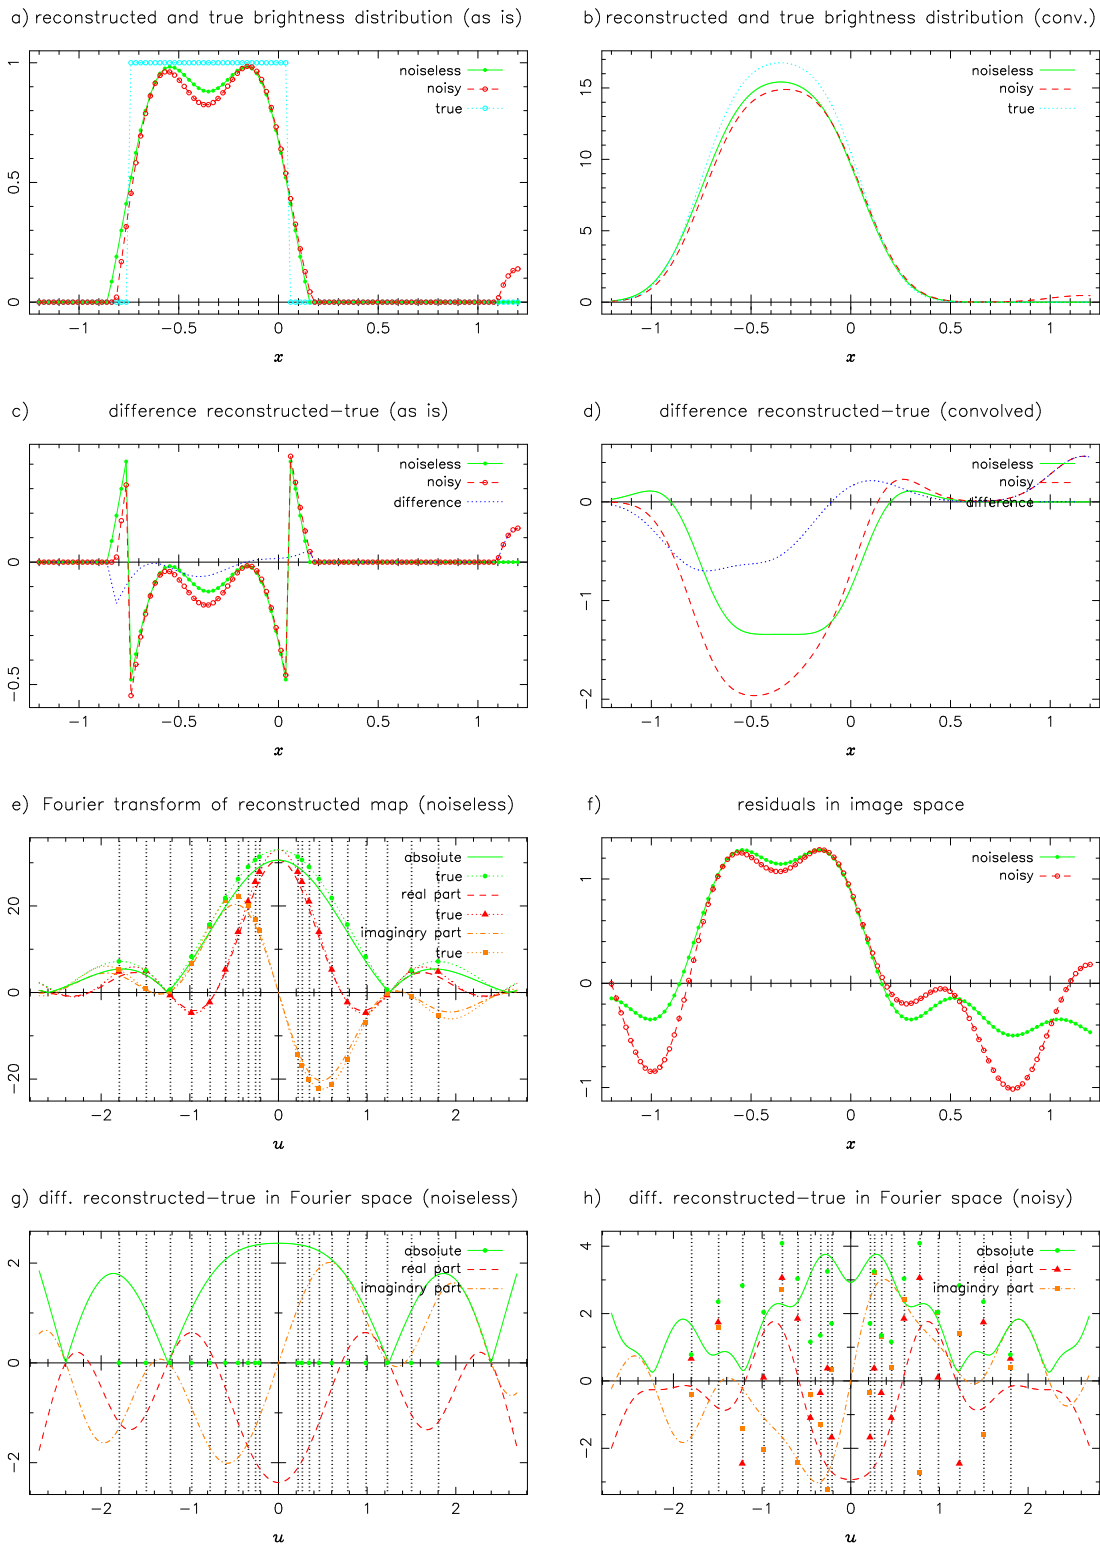 a) reconstructed and true brightness distribution (as is)
noiseless
noisy
true
1
0.5
0
−1
−0.5
0
0.5
1
x
b) reconstructed and true brightness distribution (conv.)
noiseless
noisy
true
15
10
5
0
−1
−0.5
0
0.5
1
x
c) difference reconstructed−true (as is)
noiseless
noisy
difference
0
−0.5
−1
−0.5
0
0.5
1
x
d) difference reconstructed−true (convolved)
noiseless
noisy
difference
0
−1
−2
−1
−0.5
0
0.5
1
x
e) Fourier transform of reconstructed map (noiseless)
absolute
true
real part
true
imaginary part
true
20
0
−20
−2
−1
0
1
2
u
f) residuals in image space
noiseless
noisy
1
0
−1
−1
−0.5
0
0.5
1
x
g) diff. reconstructed−true in Fourier space (noiseless)
absolute
real part
imaginary part
2
0
−2
−2
−1
0
1
2
u
h) diff. reconstructed−true in Fourier space (noisy)
absolute
real part
imaginary part
4
2
0
−2
−2
−1
0
1
2
u